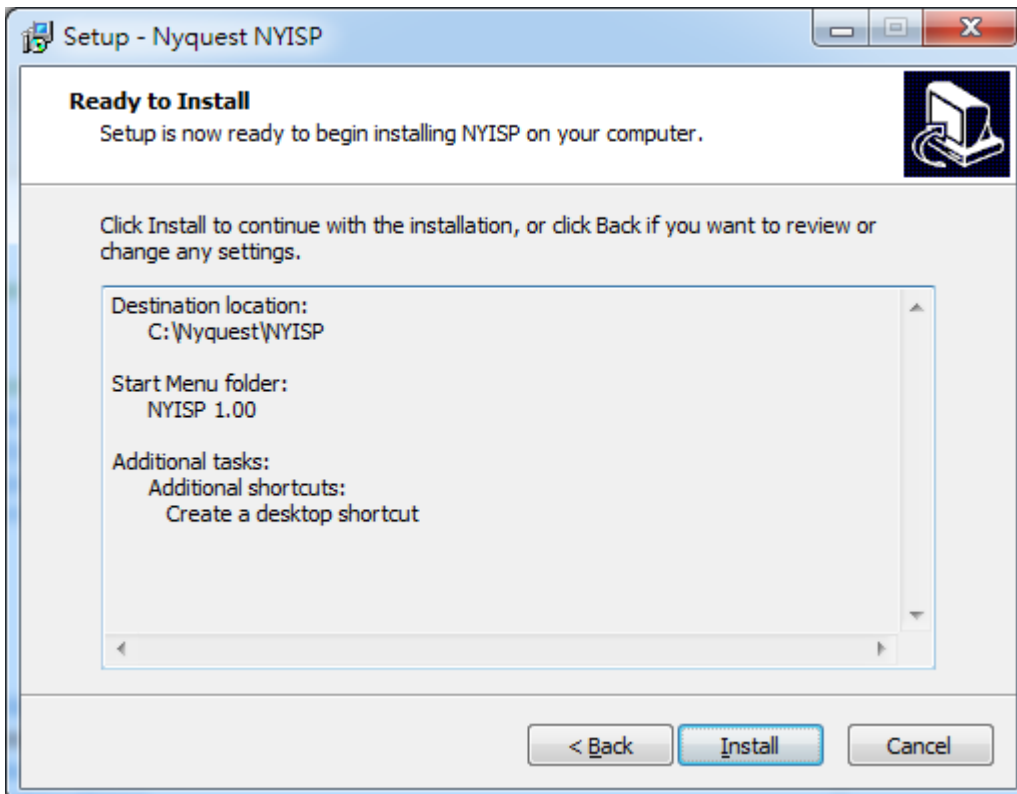 Setup - Nyquest NYISP
Ready to Install
Setup is now ready to begin installing NYISP on your computer.
Click Install to continue with the installation, or click Back if you want to review or
change any settings.
Destination location:
C:\Nyquest\NYISP
Start Menu folder:
NYISP 1.00
Additional tasks:
Additional shortcuts:
Create a desktop shortcut
< Back
Install
Cancel